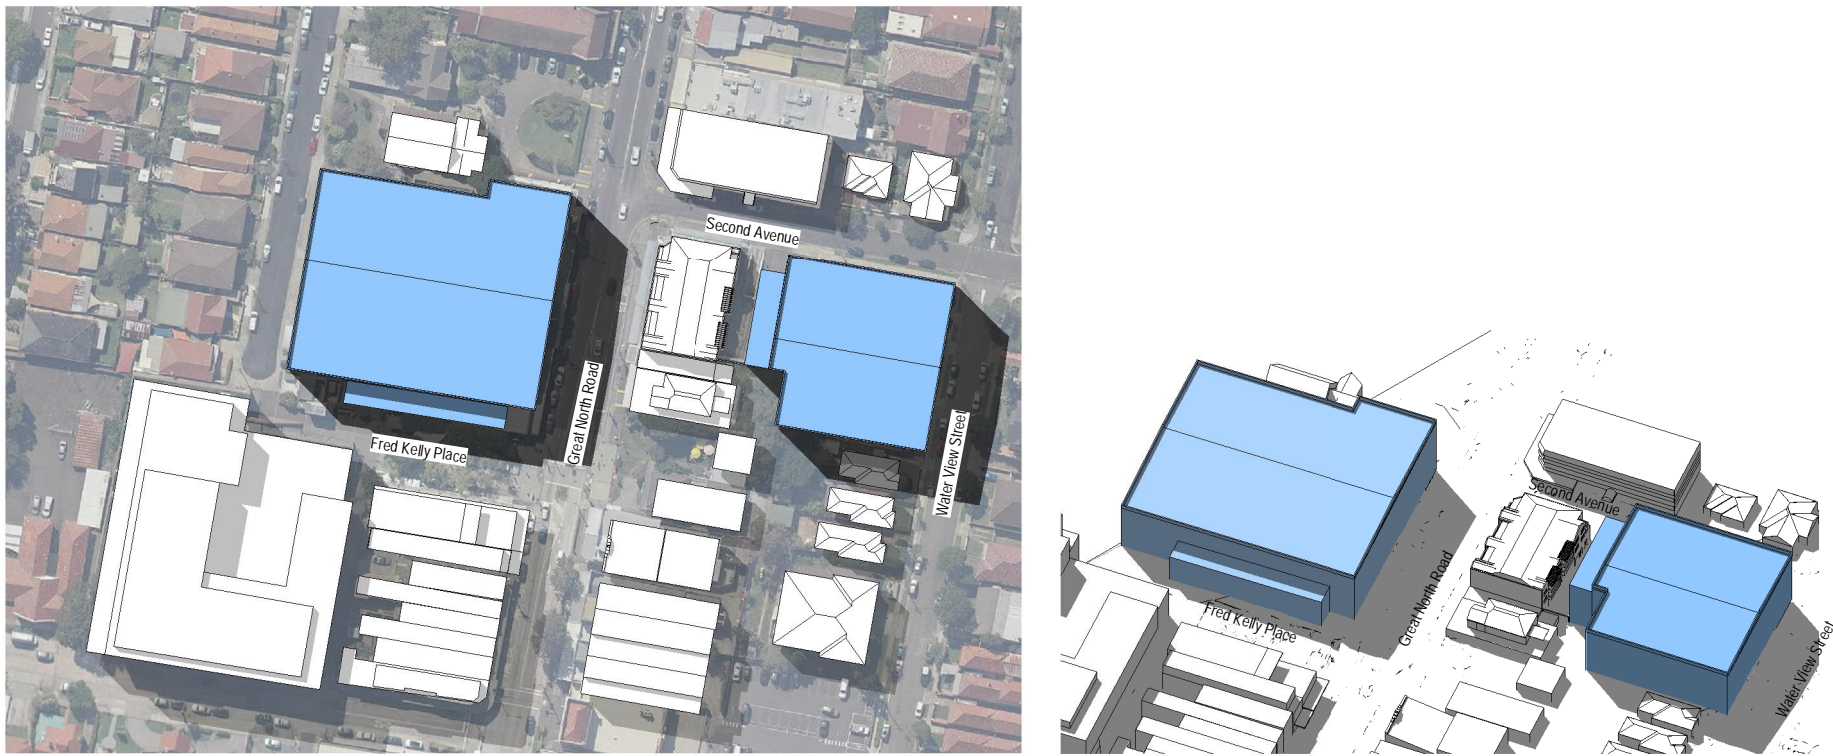 Second Avenue
Great North Road
Fred Kelly Place
Water View Street
Second Avenue
Great North Road
Fred Kelly Place
Water View Street